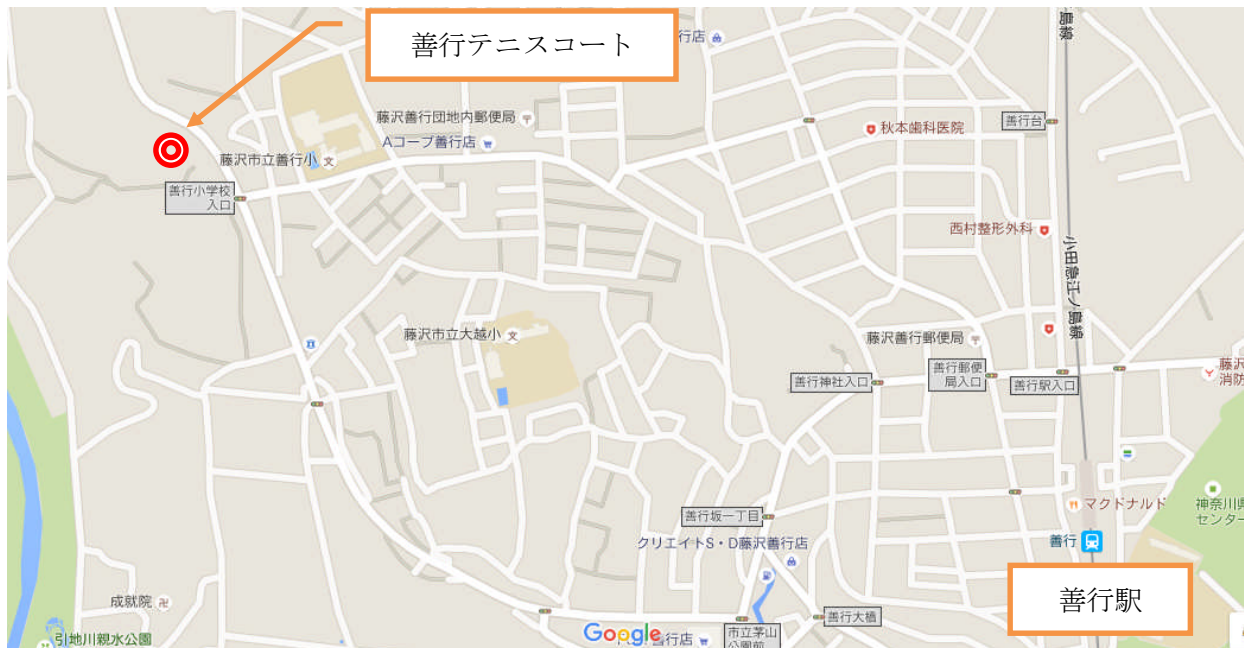 島線
善行テニスコート
行店
藤沢善行団地内郵便局
秋本歯科医院
善行台
Aコープ善行店
藤沢市立善行小
善行小学校
入口
西村整形外科
小田急江ノ島線
藤沢市立大越小
藤沢善行郵便局
善行郵便
局入口
藤沢
消防
善行神社入口
善行駅入口
マクドナルド
神奈川県
センター
善行坂一丁目
クリエイトS・D藤沢善行店
善行
成就院
善行駅
善行大橋
引地川親水公園
Google
善行店
市立茅山
公園前